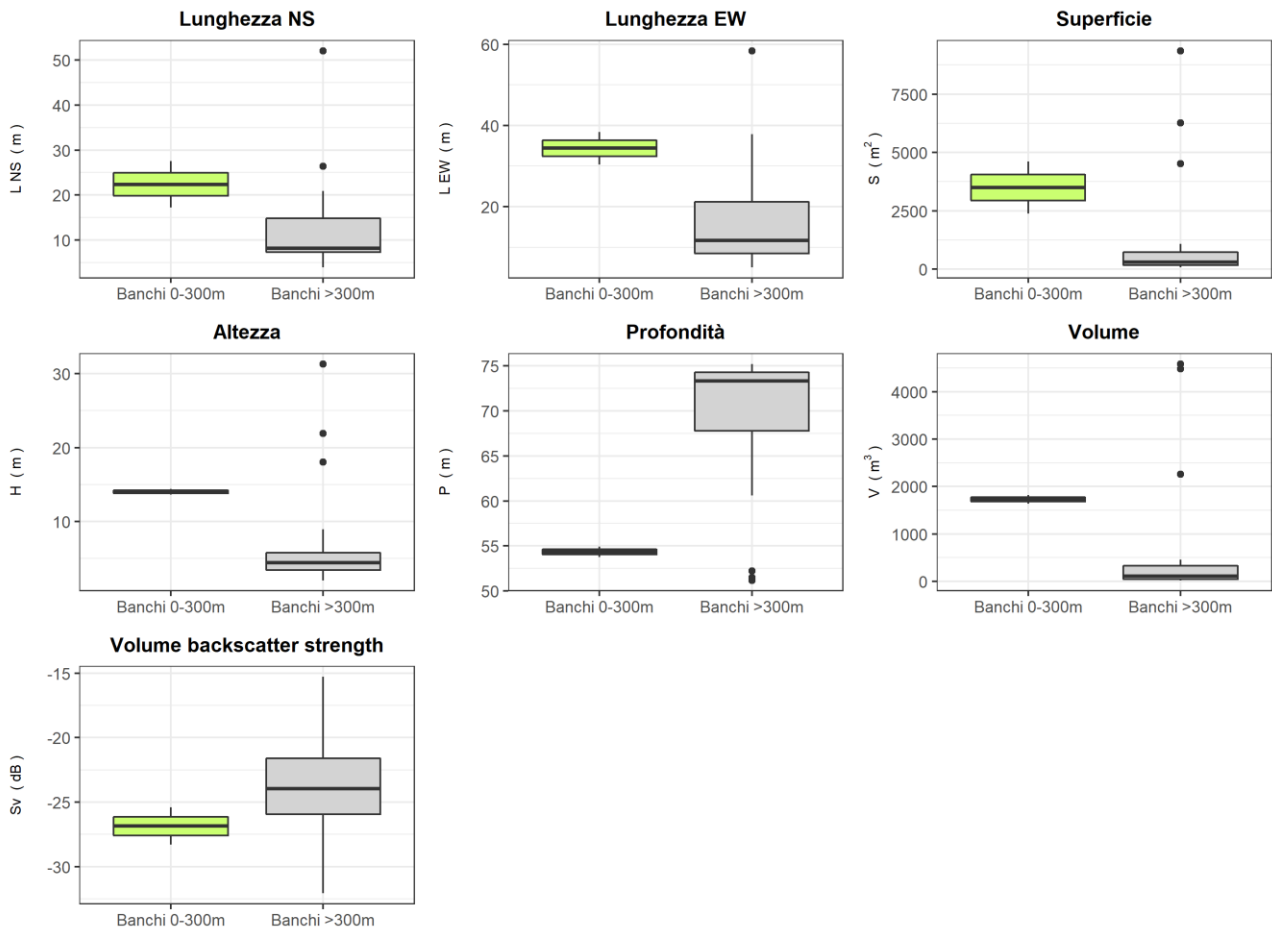 Lunghezza NS
50
40
30
20
10
L NS ( m )
Banchi 0-300m
Banchi >300m
Lunghezza EW
60
40
20
L EW ( m )
Banchi 0-300m
Banchi >300m
Superficie
7500
5000
2500
0
S ( m² )
Banchi 0-300m
Banchi >300m
Altezza
30
20
10
H ( m )
Banchi 0-300m
Banchi >300m
Profondità
75
70
65
60
55
50
P ( m )
Banchi 0-300m
Banchi >300m
Volume
4000
3000
2000
1000
0
V ( m³ )
Banchi 0-300m
Banchi >300m
Volume backscatter strength
-15
-20
-25
-30
Sv ( dB )
Banchi 0-300m
Banchi >300m